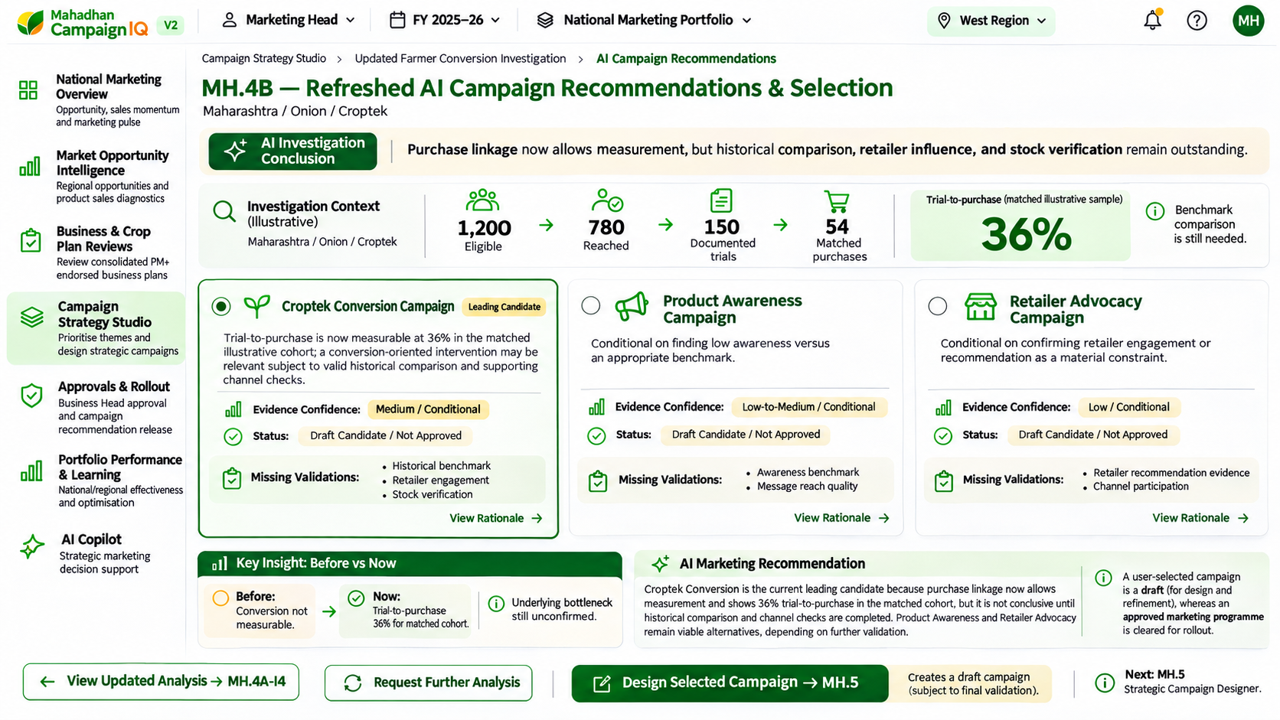 Mahadhan
CampaignIQ V2
Marketing Head
FY 2025–26
National Marketing Portfolio
West Region
MH
National Marketing
Overview
Opportunity, sales momentum
and marketing pulse
Market Opportunity
Intelligence
Regional opportunities and
product sales diagnostics
Business & Crop
Plan Reviews
Review consolidated PM+
endorsed business plans
Campaign
Strategy Studio
Prioritise themes and
design strategic campaigns
Approvals & Rollout
Business Head approval
and campaign
recommendation release
Portfolio Performance
& Learning
National/regional effectiveness
and optimisation
AI Copilot
Strategic marketing
decision support
Campaign Strategy Studio > Updated Farmer Conversion Investigation > AI Campaign Recommendations
MH.4B — Refreshed AI Campaign Recommendations & Selection
Maharashtra / Onion / Croptek
AI Investigation
Conclusion
Purchase linkage now allows measurement, but historical comparison, retailer influence, and stock verification remain outstanding.
Investigation Context
(Illustrative)
Maharashtra / Onion / Croptek
1,200
Eligible
→
780
Reached
→
150
Documented
trials
→
54
Matched
purchases
Trial-to-purchase (matched illustrative sample)
36%
Benchmark
comparison
is still needed.
Croptek Conversion Campaign
Leading Candidate
Trial-to-purchase is now measurable at 36% in the matched
illustrative cohort; a conversion-oriented intervention may be
relevant subject to valid historical comparison and supporting
channel checks.
Evidence Confidence: Medium / Conditional
Status: Draft Candidate / Not Approved
Missing Validations:
• Historical benchmark
• Retailer engagement
• Stock verification
View Rationale →
Product Awareness
Campaign
Conditional on finding low awareness versus
an appropriate benchmark.
Evidence Confidence: Low-to-Medium / Conditional
Status: Draft Candidate / Not Approved
Missing Validations:
• Awareness benchmark
• Message reach quality
View Rationale →
Retailer Advocacy
Campaign
Conditional on confirming retailer engagement or
recommendation as a material constraint.
Evidence Confidence: Low / Conditional
Status: Draft Candidate / Not Approved
Missing Validations:
• Retailer recommendation evidence
• Channel participation
View Rationale →
Key Insight: Before vs Now
Before:
Conversion not
measurable.
→
Now:
Trial-to-purchase
36% for matched cohort.
Underlying bottleneck
still unconfirmed.
AI Marketing Recommendation
Croptek Conversion is the current leading candidate because purchase linkage now allows
measurement and shows 36% trial-to-purchase in the matched cohort, but it is not conclusive until
historical comparison and channel checks are completed. Product Awareness and Retailer Advocacy
remain viable alternatives, depending on further validation.
A user-selected campaign
is a draft (for design and
refinement), whereas an
approved marketing programme
is cleared for rollout.
← View Updated Analysis → MH.4A-I4
Request Further Analysis
Design Selected Campaign → MH.5
Creates a draft campaign
(subject to final validation).
Next: MH.5
Strategic Campaign Designer.